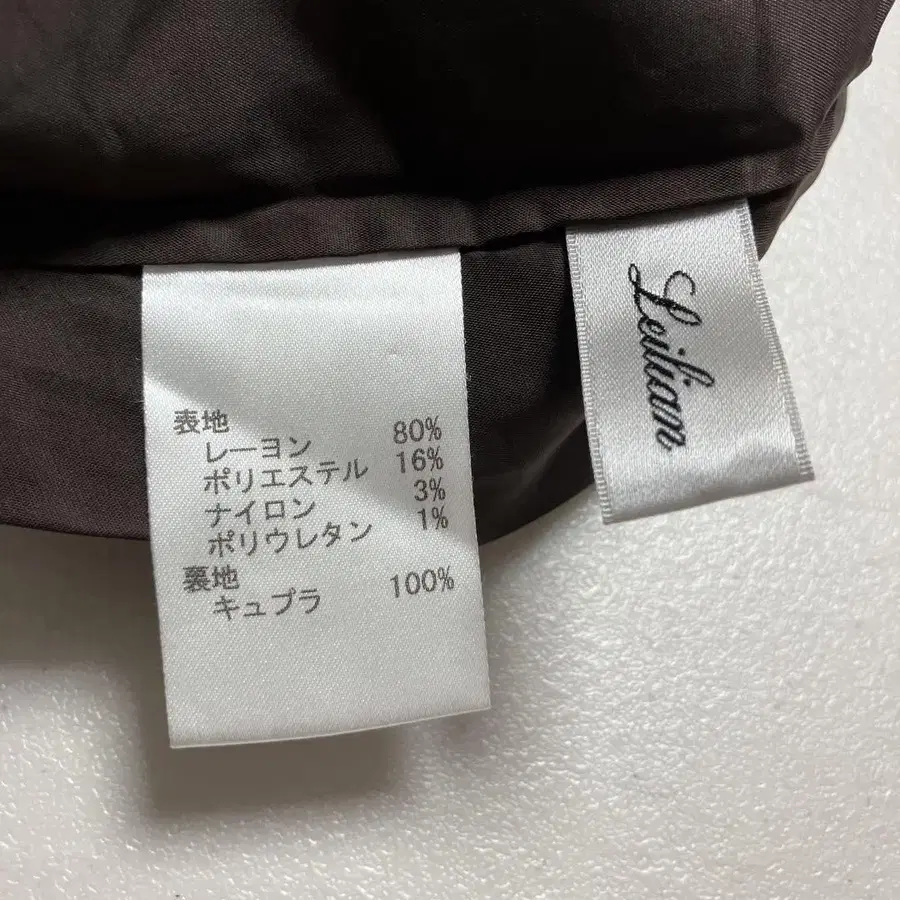 表地
レーヨン 80%
ポリエステル 16%
ナイロン 3%
ポリウレタン 1%
裏地
キュプラ 100%
Leilian